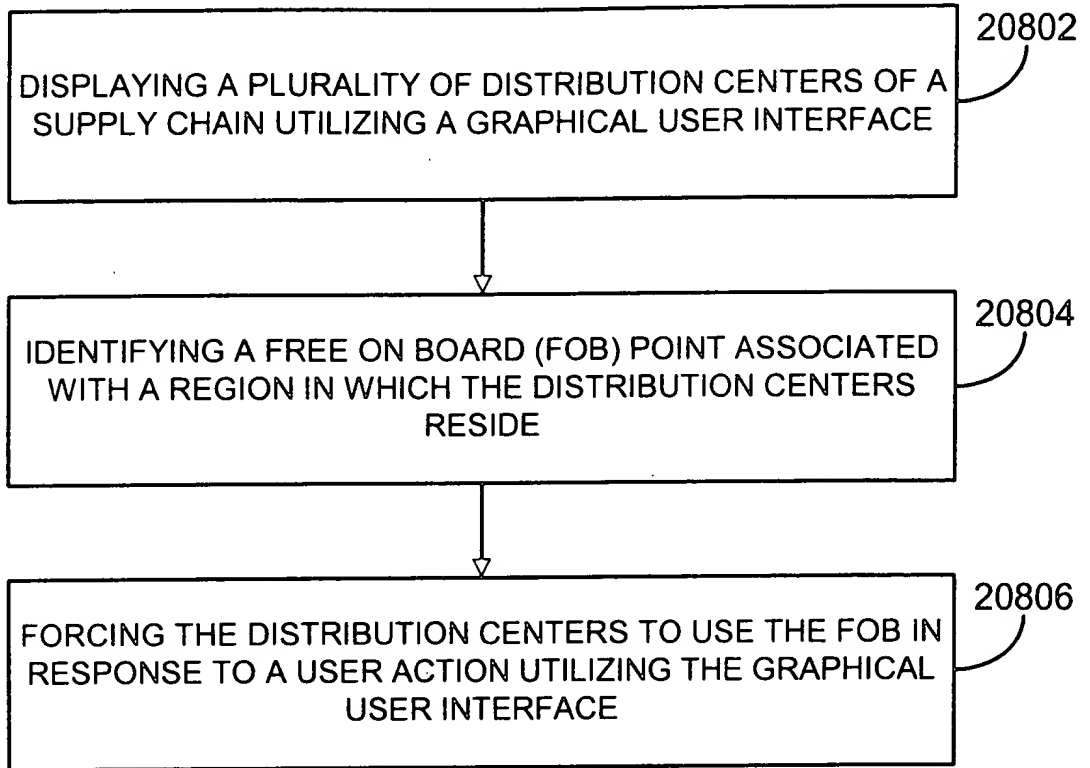 20802
DISPLAYING A PLURALITY OF DISTRIBUTION CENTERS OF A
SUPPLY CHAIN UTILIZING A GRAPHICAL USER INTERFACE
20804
IDENTIFYING A FREE ON BOARD (FOB) POINT ASSOCIATED
WITH A REGION IN WHICH THE DISTRIBUTION CENTERS
RESIDE
20806
FORCING THE DISTRIBUTION CENTERS TO USE THE FOB IN
RESPONSE TO A USER ACTION UTILIZING THE GRAPHICAL
USER INTERFACE